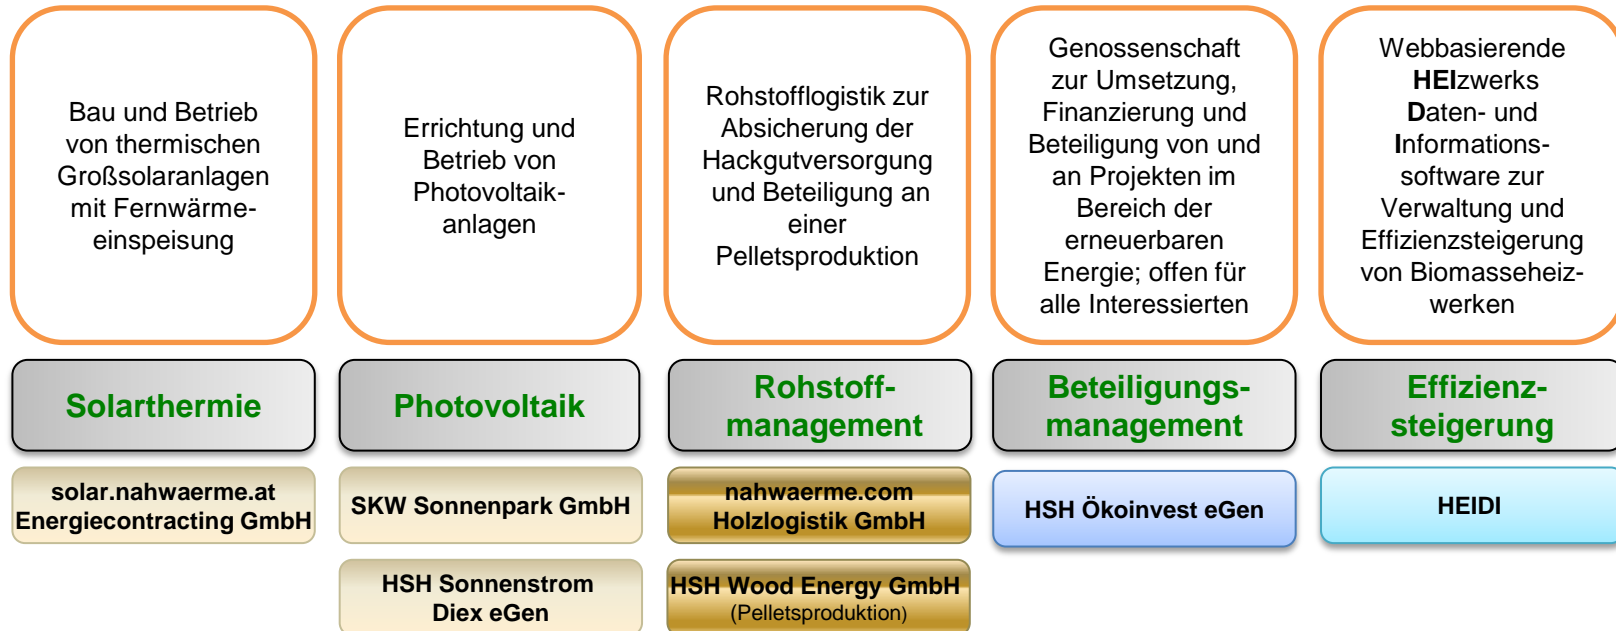 Bau und Betrieb
von thermischen
Großsolaranlagen
mit Fernwärme-
einspeisung
Errichtung und
Betrieb von
Photovoltaik-
anlagen
Rohstofflogistik zur
Absicherung der
Hackgutversorgung
und Beteiligung an
einer
Pelletsproduktion
Genossenschaft
zur Umsetzung,
Finanzierung und
Beteiligung von und
an Projekten im
Bereich der
erneuerbaren
Energie; offen für
alle Interessierten
Webbasierende
HEIzwerks
Daten- und
Informations-
software zur
Verwaltung und
Effizienzsteigerung
von Biomasseheiz-
werken
Solarthermie
Photovoltaik
Rohstoff-
management
Beteiligungs-
management
Effizienz-
steigerung
solar.nahwaerme.at
Energiecontracting GmbH
SKW Sonnenpark GmbH
nahwaerme.com
Holzlogistik GmbH
HSH Ökoinvest eGen
HEIDI
HSH Sonnenstrom
Diex eGen
HSH Wood Energy GmbH
(Pelletsproduktion)